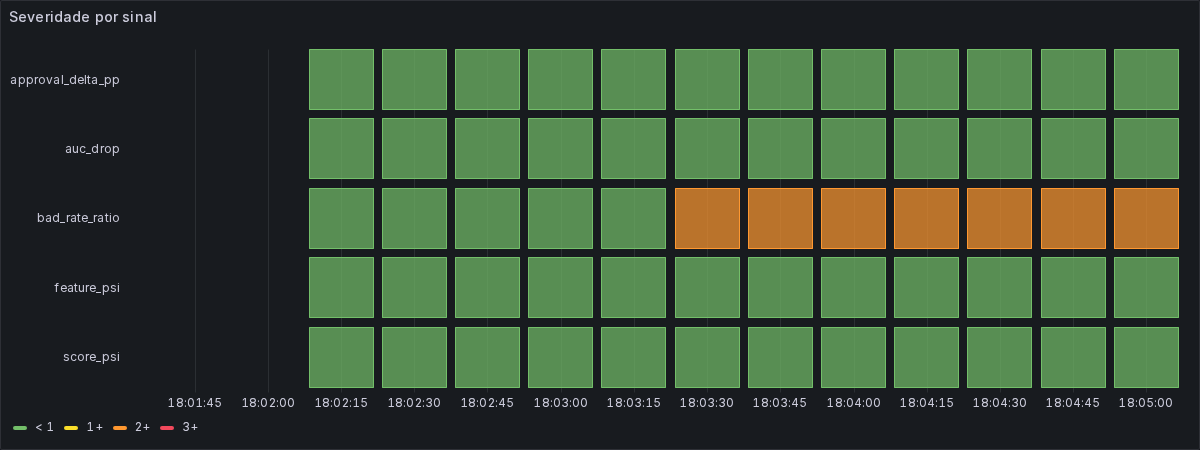 Severidade por sinal
approval_delta_pp
auc_drop
bad_rate_ratio
feature_psi
score_psi
18:01:45 18:02:00 18:02:15 18:02:30 18:02:45 18:03:00 18:03:15 18:03:30 18:03:45 18:04:00 18:04:15 18:04:30 18:04:45 18:05:00
< 1 1+ 2+ 3+